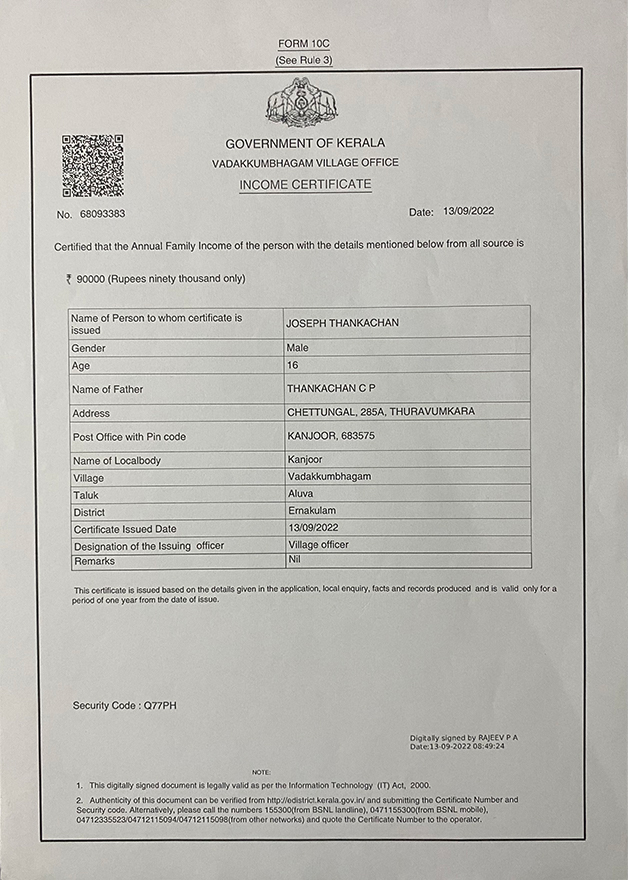 FORM 10C
(See Rule 3)
GOVERNMENT OF KERALA
VADAKKUMBHAGAM VILLAGE OFFICE
INCOME CERTIFICATE
No. 68093383
Date: 13/09/2022
Certified that the Annual Family Income of the person with the details mentioned below from all source is
₹ 90000 (Rupees ninety thousand only)
Name of Person to whom certificate is
issued
JOSEPH THANKACHAN
Gender Male
Age 16
Name of Father THANKACHAN C P
Address CHETTUNGAL, 285A, THURAVUMKARA
Post Office with Pin code KANJOOR, 683575
Name of Localbody Kanjoor
Village Vadakkumbhagam
Taluk Aluva
District Ernakulam
Certificate Issued Date 13/09/2022
Designation of the Issuing officer Village officer
Remarks Nil
This certificate is issued based on the details given in the application, local enquiry, facts and records produced and is valid only for a
period of one year from the date of issue.
Security Code : Q77PH
Digitally signed by RAJEEV P A
Date:13-09-2022 08:49:24
NOTE:
1. This digitally signed document is legally valid as per the Information Technology (IT) Act, 2000.
2. Authenticity of this document can be verified from http://edistrict.kerala.gov.in/ and submitting the Certificate Number and
Security code. Alternatively, please call the numbers 155300(from BSNL landline), 0471155300(from BSNL mobile),
04712335523/04712115094/04712115098(from other networks) and quote the Certificate Number to the operator.